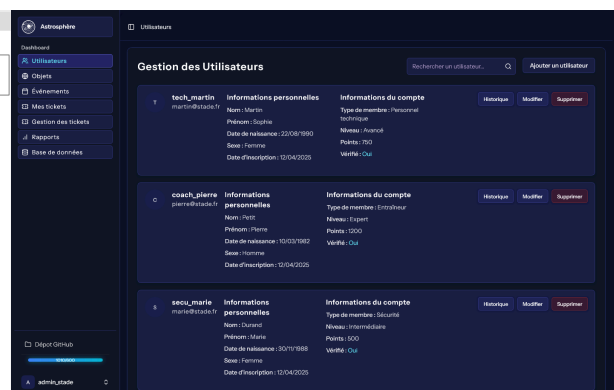 Astrosphère
Utilisateurs
Dashboard
Utilisateurs
Objets
Événements
Mes tickets
Gestion des tickets
Rapports
Base de données
Dépot GitHub
A admin_stade
Gestion des Utilisateurs
Rechercher un utilisateur...
Ajouter un utilisateur
T
tech_martin
martin@stade.fr
Informations personnelles
Nom : Martin
Prénom : Sophie
Date de naissance : 22/08/1990
Sexe : Femme
Date d'inscription : 12/04/2025
Informations du compte
Type de membre : Personnel
technique
Niveau : Avancé
Points : 750
Vérifié : Oui
Historique
Modifier
Supprimer
C
coach_pierre
pierre@stade.fr
Informations
personnelles
Nom : Petit
Prénom : Pierre
Date de naissance : 10/03/1982
Sexe : Homme
Date d'inscription : 12/04/2025
Informations du compte
Type de membre : Entraîneur
Niveau : Expert
Points : 1200
Vérifié : Oui
Historique
Modifier
Supprimer
S
secu_marie
marie@stade.fr
Informations
personnelles
Nom : Durand
Prénom : Marie
Date de naissance : 30/11/1988
Sexe : Femme
Date d'inscription : 12/04/2025
Informations du compte
Type de membre : Sécurité
Niveau : Intermédiaire
Points : 500
Vérifié : Oui
Historique
Modifier
Supprimer